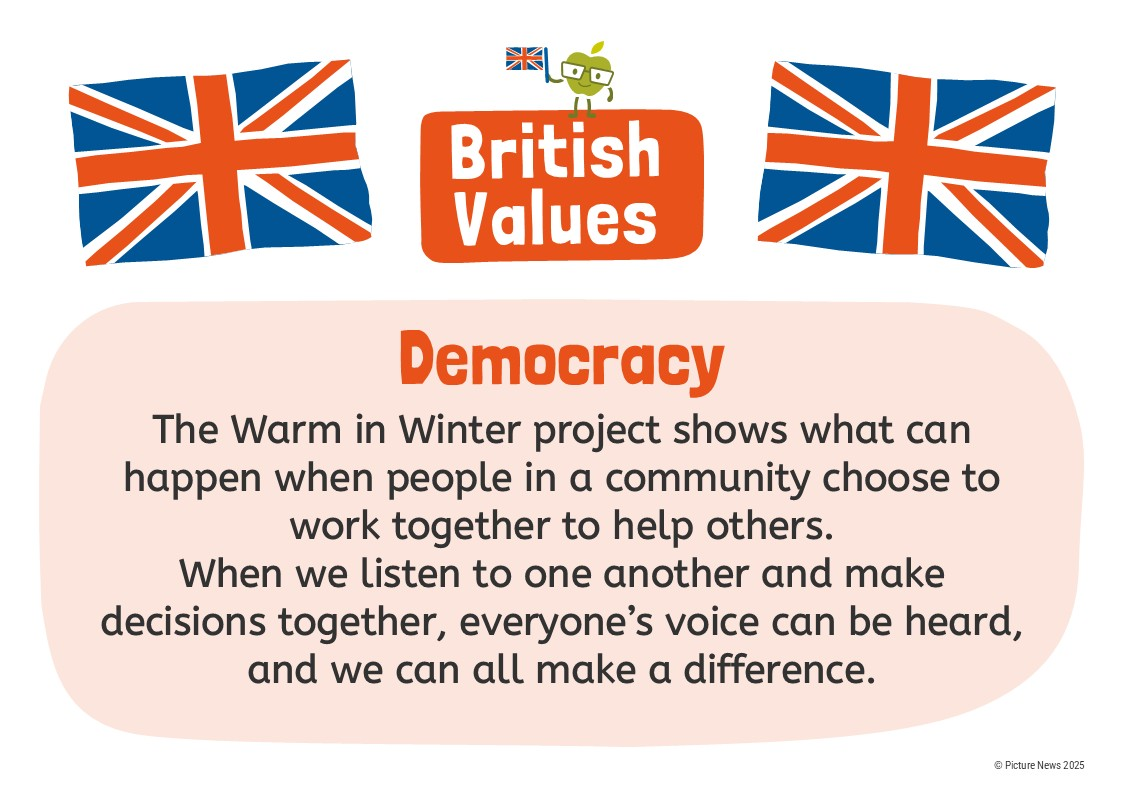 British
Values
Democracy
The Warm in Winter project shows what can
happen when people in a community choose to
work together to help others.
When we listen to one another and make
decisions together, everyone’s voice can be heard,
and we can all make a difference.
© Picture News 2025